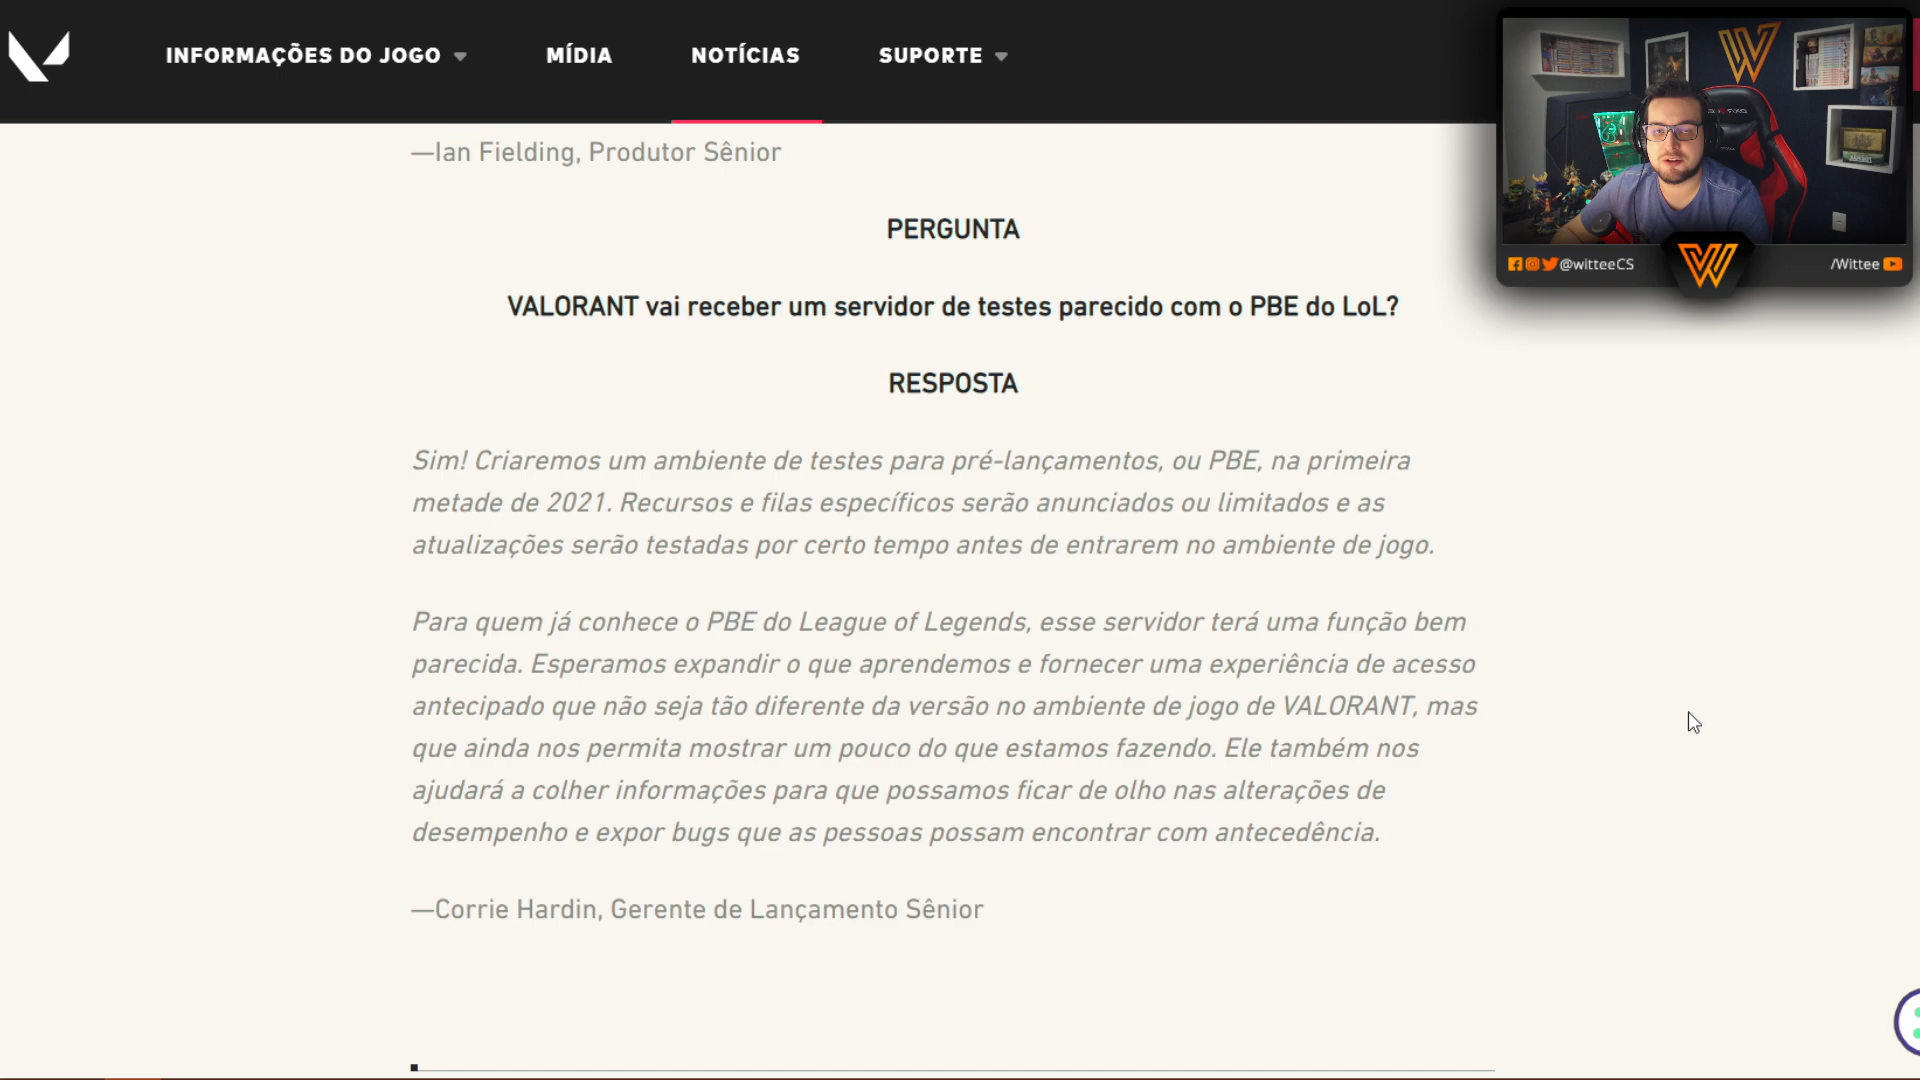 INFORMAÇÕES DO JOGO
MÍDIA
NOTÍCIAS
SUPORTE
@witteeCS
/Wittee
—Ian Fielding, Produtor Sênior
PERGUNTA
VALORANT vai receber um servidor de testes parecido com o PBE do LoL?
RESPOSTA
Sim! Criaremos um ambiente de testes para pré-lançamentos, ou PBE, na primeira
metade de 2021. Recursos e filas específicos serão anunciados ou limitados e as
atualizações serão testadas por certo tempo antes de entrarem no ambiente de jogo.
Para quem já conhece o PBE do League of Legends, esse servidor terá uma função bem
parecida. Esperamos expandir o que aprendemos e fornecer uma experiência de acesso
antecipado que não seja tão diferente da versão no ambiente de jogo de VALORANT, mas
que ainda nos permita mostrar um pouco do que estamos fazendo. Ele também nos
ajudará a colher informações para que possamos ficar de olho nas alterações de
desempenho e expor bugs que as pessoas possam encontrar com antecedência.
—Corrie Hardin, Gerente de Lançamento Sênior